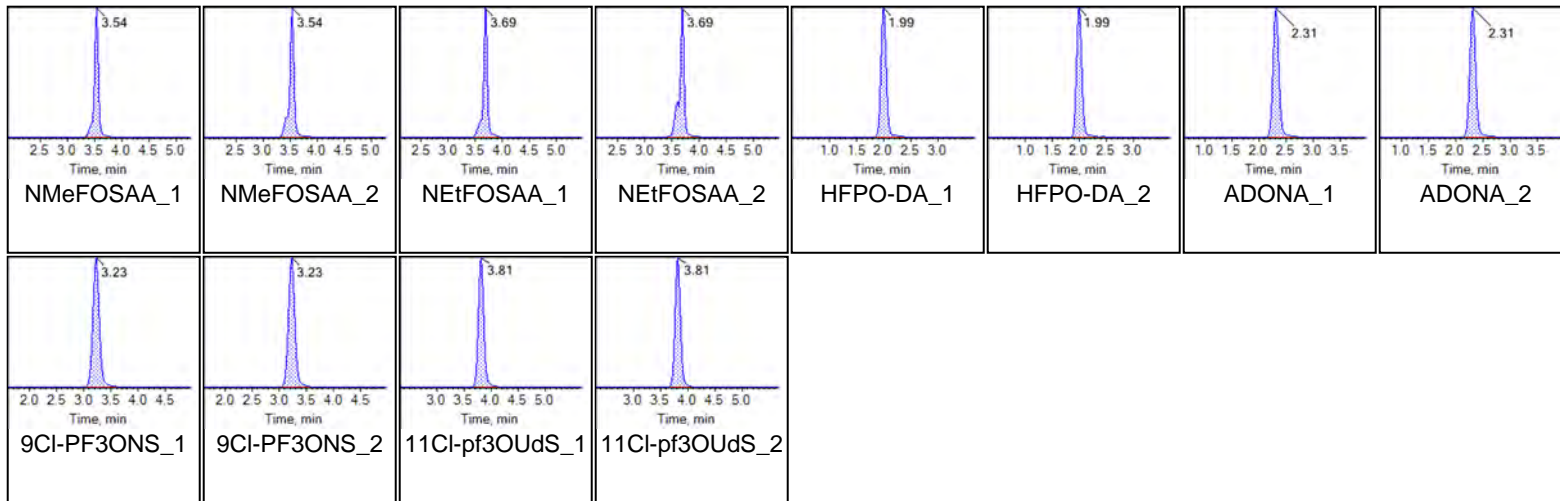 3.54 3.54 3.69 3.69 1.99 1.99 2.31 2.31
2.5 3.0 3.5 4.0 4.5 5.0 2.5 3.0 3.5 4.0 4.5 5.0 2.5 3.0 3.5 4.0 4.5 5.0 2.5 3.0 3.5 4.0 4.5 5.0 1.0 1.5 2.0 2.5 3.0 1.0 1.5 2.0 2.5 3.0 1.0 1.5 2.0 2.5 3.0 3.5 1.0 1.5 2.0 2.5 3.0 3.5
Time, min Time, min Time, min Time, min Time, min Time, min Time, min Time, min
NMeFOSAA_1 NMeFOSAA_2 NEtFOSAA_1 NEtFOSAA_2 HFPO-DA_1 HFPO-DA_2 ADONA_1 ADONA_2
3.23 3.23 3.81 3.81
2.0 2.5 3.0 3.5 4.0 4.5 2.0 2.5 3.0 3.5 4.0 4.5 3.0 3.5 4.0 4.5 5.0 3.0 3.5 4.0 4.5 5.0
Time, min Time, min Time, min Time, min
9Cl-PF3ONS_1 9Cl-PF3ONS_2 11Cl-pf3OUdS_1 11Cl-pf3OUdS_2